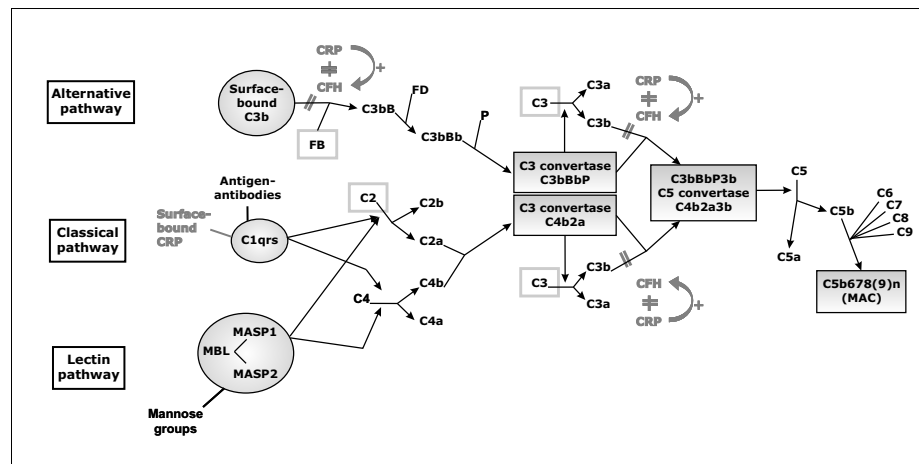 Alternative
pathway
Surface-
bound
C3b
CRP
+
CFH
FB
C3bB
FD
C3bBb
P
C3
C3a
C3b
CRP
+
CFH
C3 convertase
C3bBbP
C3bBbP3b
C5 convertase
C4b2a3b
C5
C5b
C5a
C6
C7
C8
C9
C5b678(9)n
(MAC)
Classical
pathway
Antigen-
antibodies
Surface-
bound
CRP
C1qrs
C2
C2b
C2a
C4
C4b
C4a
C3 convertase
C4b2a
C3
C3b
C3a
CFH
+
CRP
Lectin
pathway
MASP1
MBL
MASP2
Mannose
groups